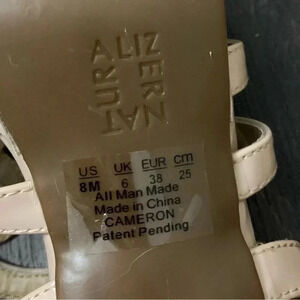 NATURALIZER
US UK EUR cm
8M 6 38 25
All Man Made
Made in China
CAMERON
Patent Pending